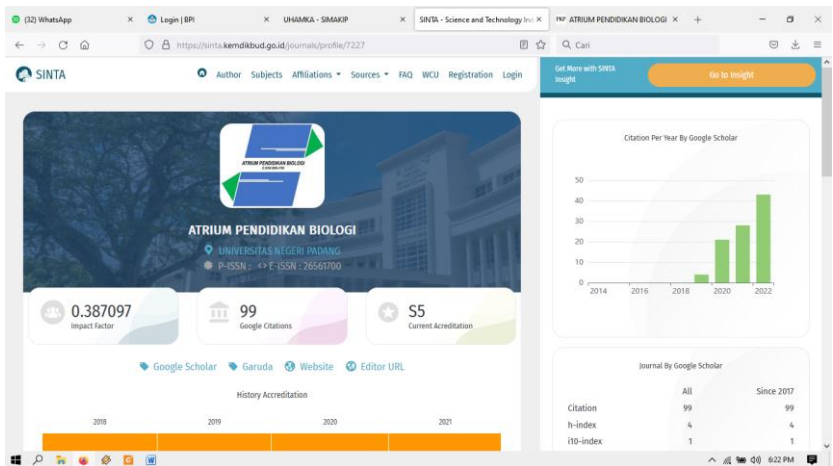 (32) WhatsApp
Login | BPI
UHAMKA - SIMAKIP
SINTA - Science and Technology Ind
ATRIUM PENDIDIKAN BIOLOGI
https://sinta.kemdikbud.go.id/journals/profile/7227
Cari
SINTA
Author Subjects Affiliations Sources FAQ WCU Registration Login
Get More with SINTA
Insight
Go to Insight
ATRIUM PENDIDIKAN BIOLOGI
ATRIUM PENDIDIKAN BIOLOGI
UNIVERSITAS NEGERI PADANG
P-ISSN : <> E-ISSN : 26561700
0.387097
Impact Factor
99
Google Citations
S5
Current Acreditation
Google Scholar Garuda Website Editor URL
History Accreditation
2018 2019 2020 2021
Citation Per Year By Google Scholar
50
40
30
20
10
0
2014 2016 2018 2020 2022
Journal By Google Scholar
All Since 2017
Citation 99 99
h-index 4 4
i10-index 1 1
6:22 PM